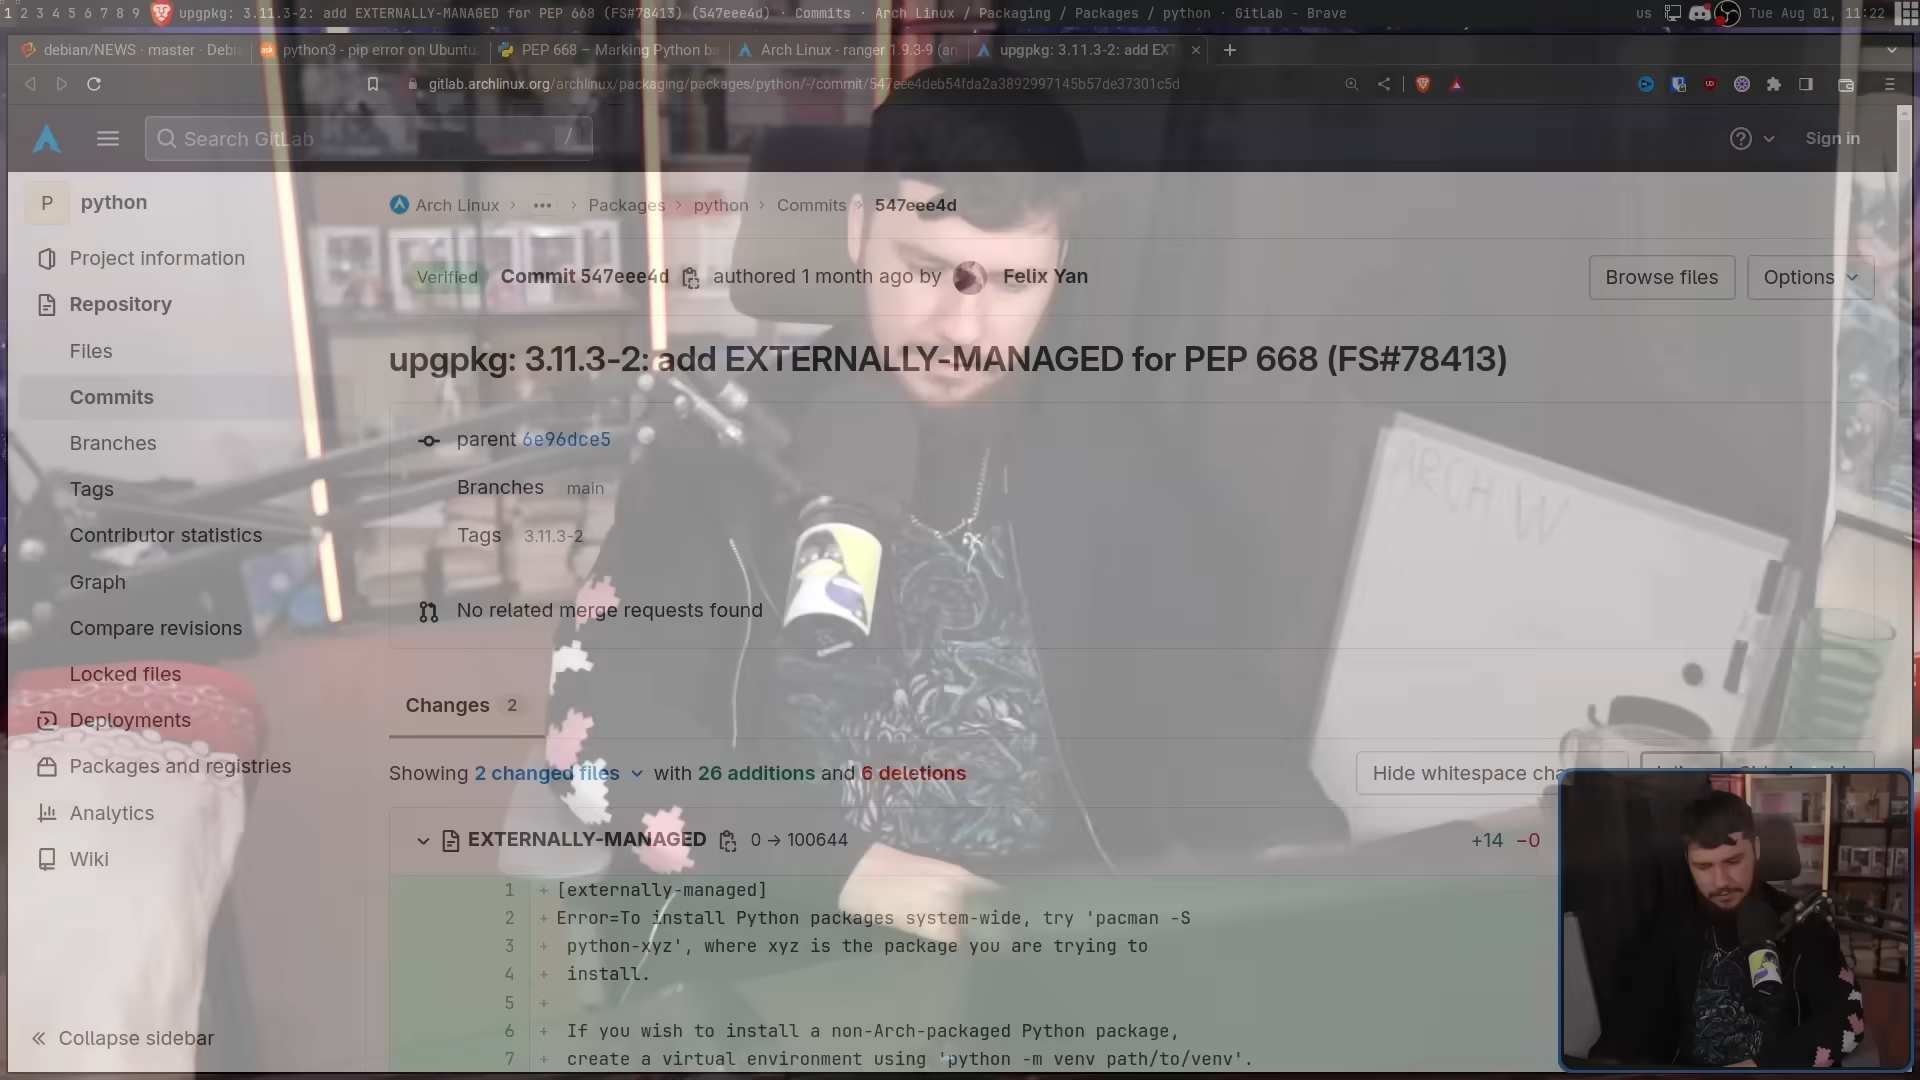 1 2 3 4 5 6 7 8 9 upgpkg: 3.11.3-2: add EXTERNALLY-MANAGED for PEP 668 (FS#78413) (547eee4d) · Commits · Arch Linux / Packaging / Packages / python · GitLab - Brave us Tue Aug 01, 11:22
debian/NEWS · master · Debi python3 - pip error on Ubuntu PEP 668 – Marking Python ba Arch Linux - ranger 1.9.3-9 (an upgpkg: 3.11.3-2: add EXT
gitlab.archlinux.org/archlinux/packaging/packages/python/-/commit/547eee4deb54fda2a3892997145b57de37301c5d
Search GitLab /
Sign in
P python
Project information
Repository
Files
Commits
Branches
Tags
Contributor statistics
Graph
Compare revisions
Locked files
Deployments
Packages and registries
Analytics
Wiki
Collapse sidebar
Arch Linux > ... > Packages > python > Commits > 547eee4d
Verified Commit 547eee4d authored 1 month ago by Felix Yan
Browse files Options
upgpkg: 3.11.3-2: add EXTERNALLY-MANAGED for PEP 668 (FS#78413)
parent 6e96dce5
Branches main
Tags 3.11.3-2
No related merge requests found
Changes 2
Showing 2 changed files with 26 additions and 6 deletions
Hide whitespace cha
EXTERNALLY-MANAGED 0 → 100644 +14 −0
1 + [externally-managed]
2 + Error=To install Python packages system-wide, try 'pacman -S
3 + python-xyz', where xyz is the package you are trying to
4 + install.
5 +
6 + If you wish to install a non-Arch-packaged Python package,
7 + create a virtual environment using 'python -m venv path/to/venv'.
ARCH W